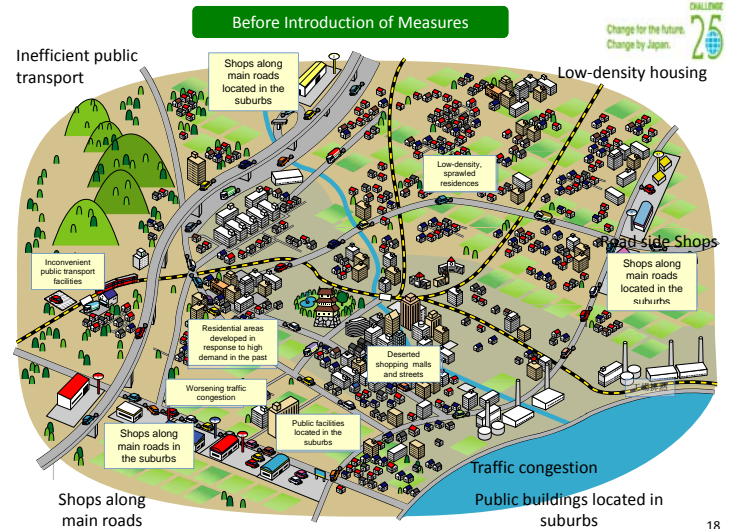 Before Introduction of Measures
CHALLENGE
25
Change for the future.
Change by Japan.
Inefficient public
transport
Low-density housing
Shops along
main roads
located in the
suburbs
Low-density,
sprawled
residences
Road side Shops
Inconvenient
public transport
facilities
Shops along
main roads
located in the
suburbs
Residential areas
developed in
response to high
demand in the past
Deserted
shopping malls
and streets
Worsening traffic
congestion
Public facilities
located in the
suburbs
Shops along
main roads in
the suburbs
Traffic congestion
Shops along
main roads
Public buildings located in
suburbs
18